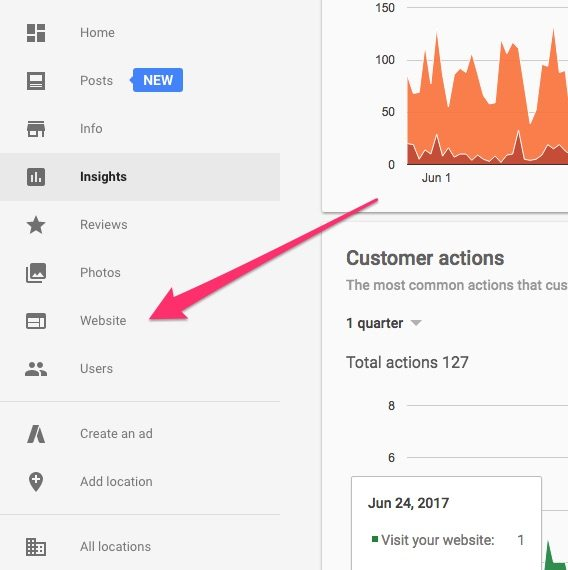 Home
Posts
NEW
Info
Insights
Reviews
Photos
Website
Users
Create an ad
Add location
All locations
150
100
50
0
Jun 1
Customer actions
The most common actions that cus
1 quarter
Total actions 127
8
6
Jun 24, 2017
Visit your website: 1